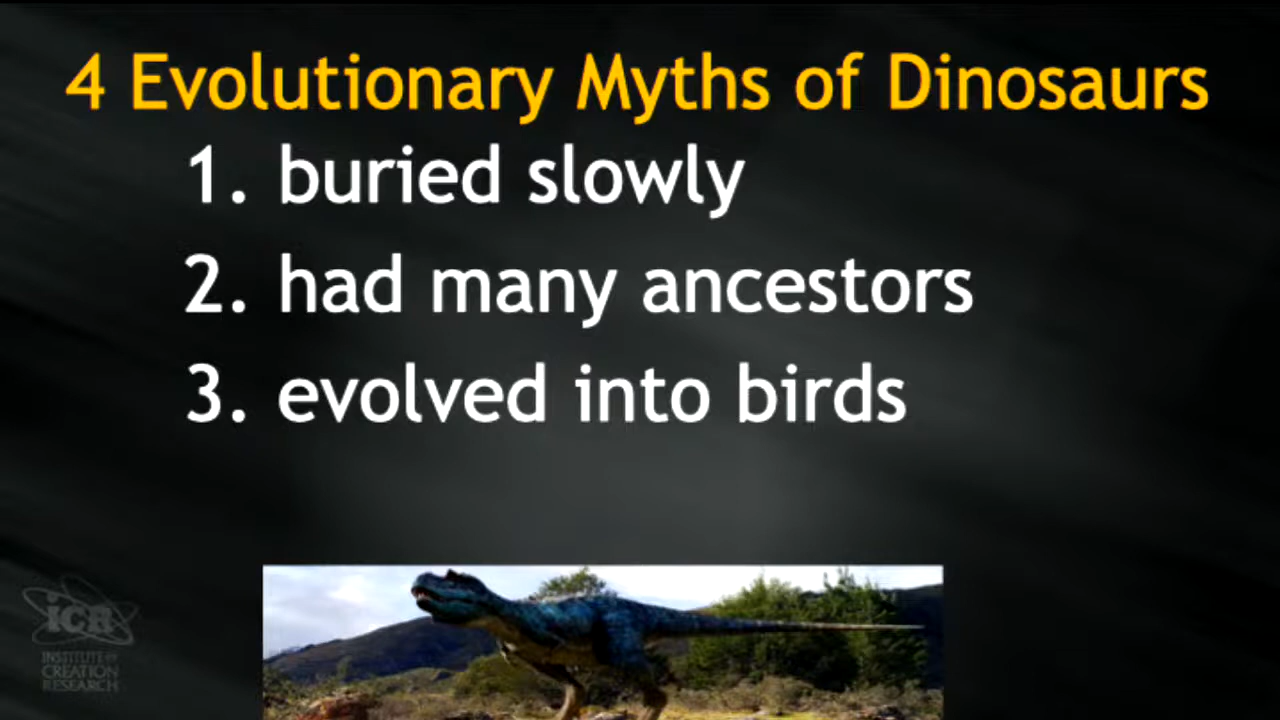 4 Evolutionary Myths of Dinosaurs
1. buried slowly
2. had many ancestors
3. evolved into birds
iCR
INSTITUTE for
CREATION
RESEARCH